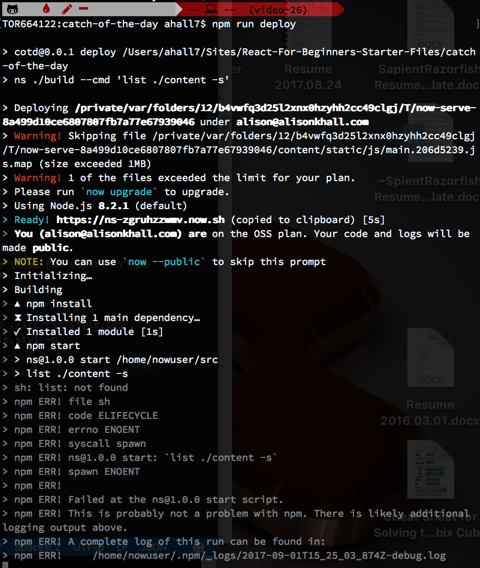 -- -- (video-26)
[TOR664122:catch-of-the-day ahall7$ npm run deploy
> cotd@0.0.1 deploy /Users/ahall7/Sites/React-For-Beginners-Starter-Files/catch
-of-the-day
> ns ./build --cmd 'list ./content -s'
> Deploying /private/var/folders/12/b4vwfq3d25l2xnx0hzyhh2cc49clgj/T/now-serve-
8a499d10ce6807807fb7a77e67939046 under alison@alisonkhall.com
> Warning! Skipping file /private/var/folders/12/b4vwfq3d25l2xnx0hzyhh2cc49clgj
/T/now-serve-8a499d10ce6807807fb7a77e67939046/content/static/js/main.206d5239.j
s.map (size exceeded 1MB)
> Warning! 1 of the files exceeded the limit for your plan.
> Please run `now upgrade` to upgrade.
> Using Node.js 8.2.1 (default)
> Ready! https://ns-zgruhzzwmv.now.sh (copied to clipboard) [5s]
> You (alison@alisonkhall.com) are on the OSS plan. Your code and logs will be
made public.
> NOTE: You can use `now --public` to skip this prompt
> Initializing…
> Building
> ▲ npm install
> ⧗ Installing 1 main dependency…
> ✓ Installed 1 module [1s]
> ▲ npm start
> > ns@1.0.0 start /home/nowuser/src
> > list ./content -s
> sh: list: not found
> npm ERR! file sh
> npm ERR! code ELIFECYCLE
> npm ERR! errno ENOENT
> npm ERR! syscall spawn
> npm ERR! ns@1.0.0 start: `list ./content -s`
> npm ERR! spawn ENOENT
> npm ERR!
> npm ERR! Failed at the ns@1.0.0 start script.
> npm ERR! This is probably not a problem with npm. There is likely additional
logging output above.
> npm ERR! A complete log of this run can be found in:
> npm ERR!     /home/nowuser/.npm/_logs/2017-09-01T15_25_03_874Z-debug.log
Resume
2017.08.24
SapientRazorfish
Resume...late.docx
~$pientRazorfish
Resume...late.docx
DOCX
Resume
2016.03.01.docx
Cheat Sheet for
Solving t...bix Cub